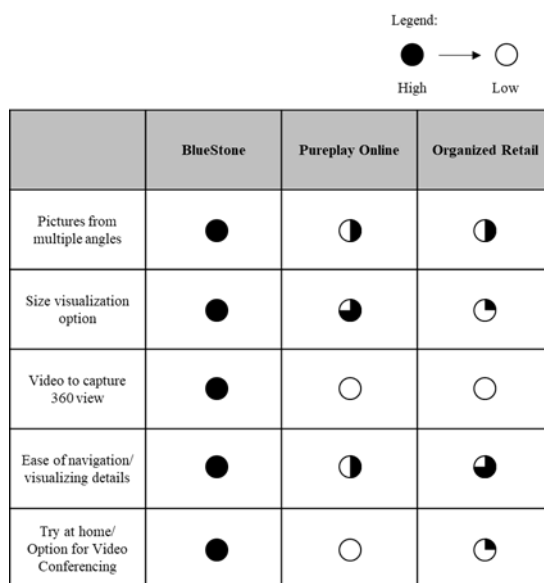 Legend:
High
Low
BlueStone
Pureplay Online
Organized Retail
Pictures from
multiple angles
Size visualization
option
Video to capture
360 view
Ease of navigation/
visualizing details
Try at home/
Option for Video
Conferencing